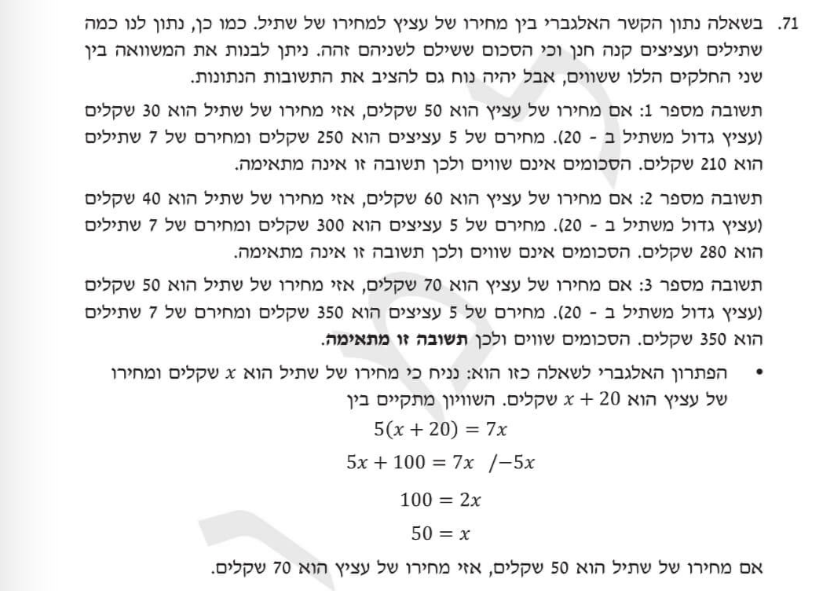 71. בשאלה נתון הקשר האלגברי בין מחירו של עציץ למחירו של שתיל. כמו כן, נתון לנו כמה
שתילים ועציצים קנה חנן וכי הסכום ששילם לשניהם זהה. ניתן לבנות את המשוואה בין
שני החלקים הללו ששווים, אבל יהיה נוח גם להציב את התשובות הנתונות.
תשובה מספר 1: אם מחירו של עציץ הוא 50 שקלים, אזי מחירו של שתיל הוא 30 שקלים
(עציץ גדול משתיל ב - 20). מחירם של 5 עציצים הוא 250 שקלים ומחירם של 7 שתילים
הוא 210 שקלים. הסכומים אינם שווים ולכן תשובה זו אינה מתאימה.
תשובה מספר 2: אם מחירו של עציץ הוא 60 שקלים, אזי מחירו של שתיל הוא 40 שקלים
(עציץ גדול משתיל ב - 20). מחירם של 5 עציצים הוא 300 שקלים ומחירם של 7 שתילים
הוא 280 שקלים. הסכומים אינם שווים ולכן תשובה זו אינה מתאימה.
תשובה מספר 3: אם מחירו של עציץ הוא 70 שקלים, אזי מחירו של שתיל הוא 50 שקלים
(עציץ גדול משתיל ב - 20). מחירם של 5 עציצים הוא 350 שקלים ומחירם של 7 שתילים
הוא 350 שקלים. הסכומים שווים ולכן תשובה זו מתאימה.
• הפתרון האלגברי לשאלה כזו הוא: נניח כי מחירו של שתיל הוא x שקלים ומחירו
של עציץ הוא x + 20 שקלים. השוויון מתקיים בין
5(x + 20) = 7x
5x + 100 = 7x /−5x
100 = 2x
50 = x
אם מחירו של שתיל הוא 50 שקלים, אזי מחירו של עציץ הוא 70 שקלים.